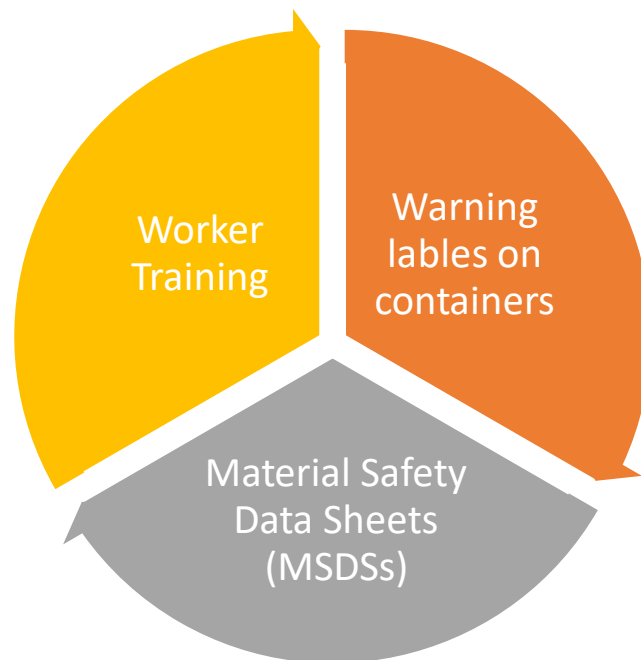 Worker
Training
Warning
lables on
containers
Material Safety
Data Sheets
(MSDSs)